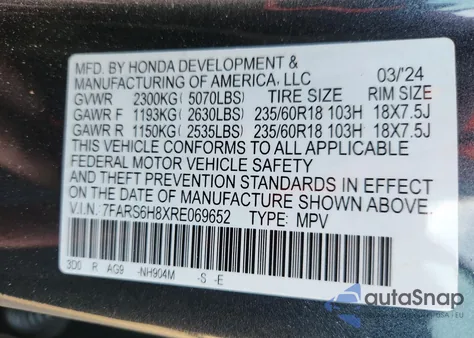 MFD. BY HONDA DEVELOPMENT &
MANUFACTURING OF AMERICA, LLC 03/'24
GVWR 2300KG ( 5070LBS) TIRE SIZE RIM SIZE
GAWR F 1193KG ( 2630LBS) 235/60R18 103H 18X7.5J
GAWR R 1150KG ( 2535LBS) 235/60R18 103H 18X7.5J
THIS VEHICLE CONFORMS TO ALL APPLICABLE
FEDERAL MOTOR VEHICLE SAFETY
AND THEFT PREVENTION STANDARDS IN EFFECT
ON THE DATE OF MANUFACTURE SHOWN ABOVE.
V.I.N. 7FARS6H8XRE069652 TYPE: MPV
3D0 R AG9 -NH904M -S -E
autaSnap